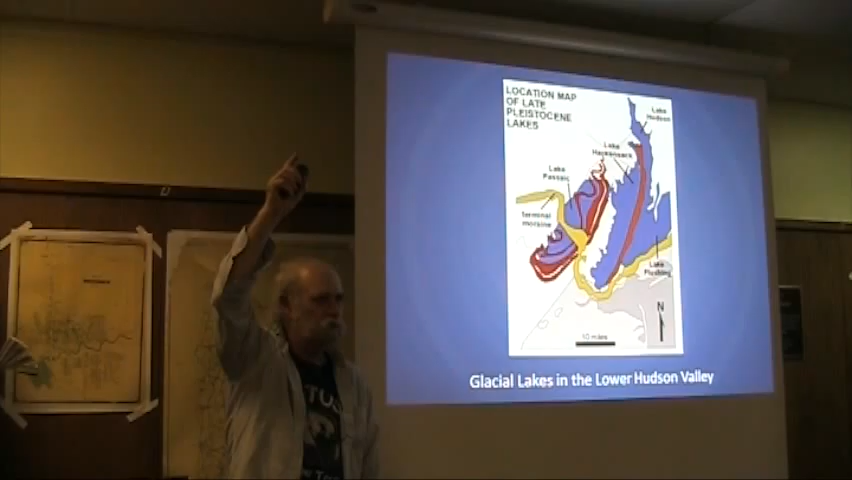 LOCATION MAP
OF LATE
PLEISTOCENE
LAKES
Lake
Hudson
Lake
Hackensack
Lake
Passaic
terminal
moraine
Lake
Flushing
N
10 miles
Glacial Lakes in the Lower Hudson Valley